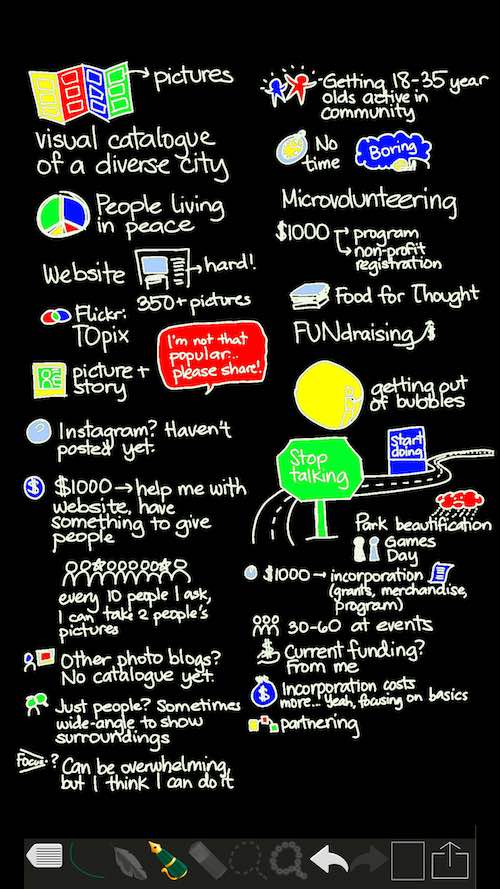 pictures
visual catalogue
of a diverse city
People living
in peace
Website
hard!
350+ pictures
Flickr:
TOpix
I'm not that
popular...
please share!
picture +
story
Instagram? Haven't
posted yet.
$ $1000 → help me with
website, have
something to give
people
every 10 people I ask,
I can take 2 people's
pictures
Other photo blogs?
No catalogue yet.
Just people? Sometimes
wide-angle to show
surroundings
Focus ? Can be overwhelming,
but I think I can do it
Getting 18-35 year
olds active in
community
No
time
Boring
Microvolunteering
$1000 program
non-profit
registration
Food for Thought
FUNdraising $
getting out
of bubbles
Stop
talking
Start
doing
Park beautification
Games
Day
$1000 → incorporation
(grants, merchandise,
program)
30-60 at events
Current funding?
From me
$ Incorporation costs
more... Yeah, focusing on basics
partnering